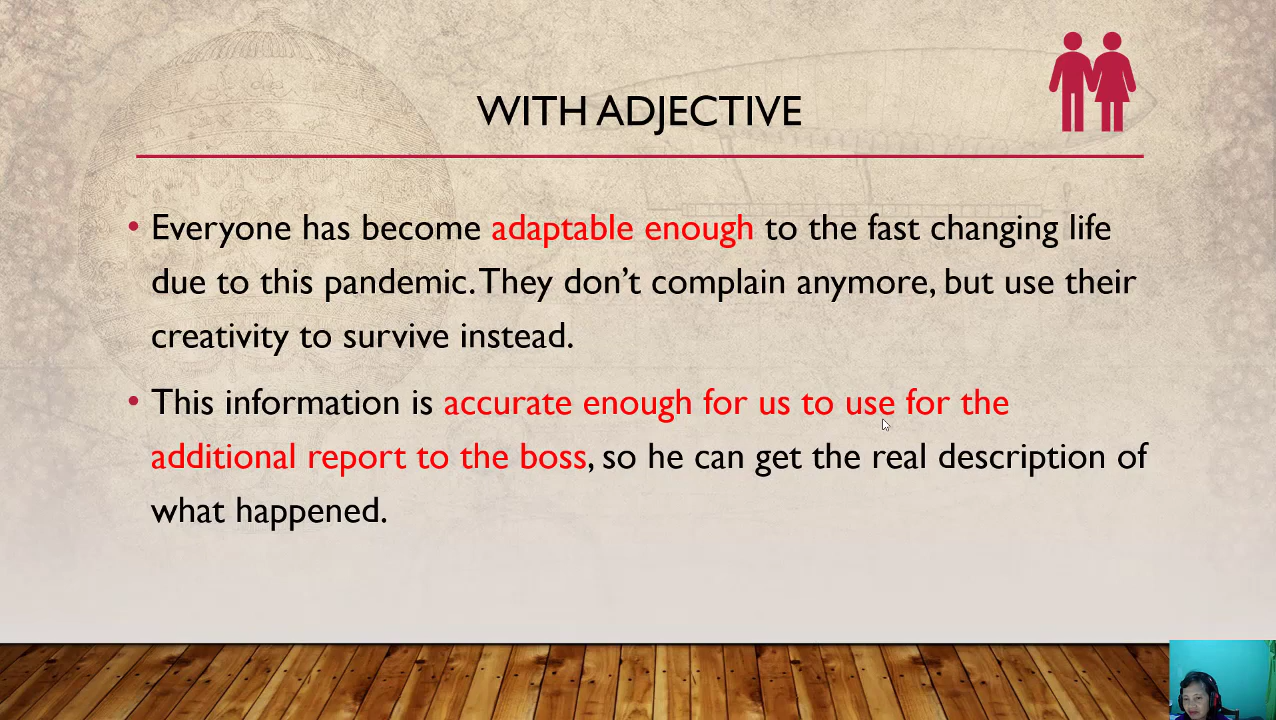 WITH ADJECTIVE
• Everyone has become adaptable enough to the fast changing life
due to this pandemic. They don't complain anymore, but use their
creativity to survive instead.
• This information is accurate enough for us to use for the
additional report to the boss, so he can get the real description of
what happened.